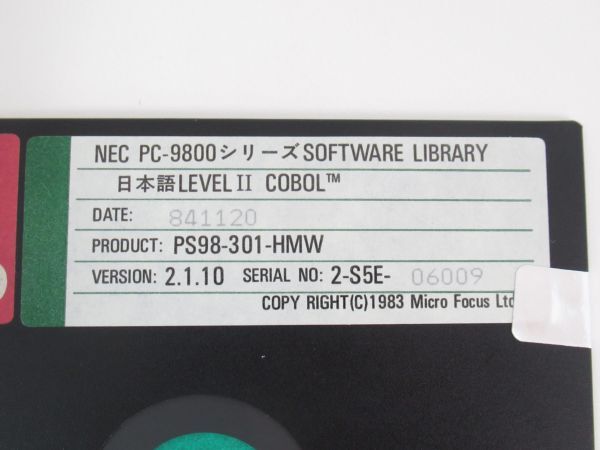 NEC PC-9800シリーズSOFTWARE LIBRARY
日本語LEVEL II COBOL™
DATE: 841120
PRODUCT: PS98-301-HMW
VERSION: 2.1.10 SERIAL NO: 2-S5E- 06009
COPY RIGHT(C)1983 Micro Focus Ltd